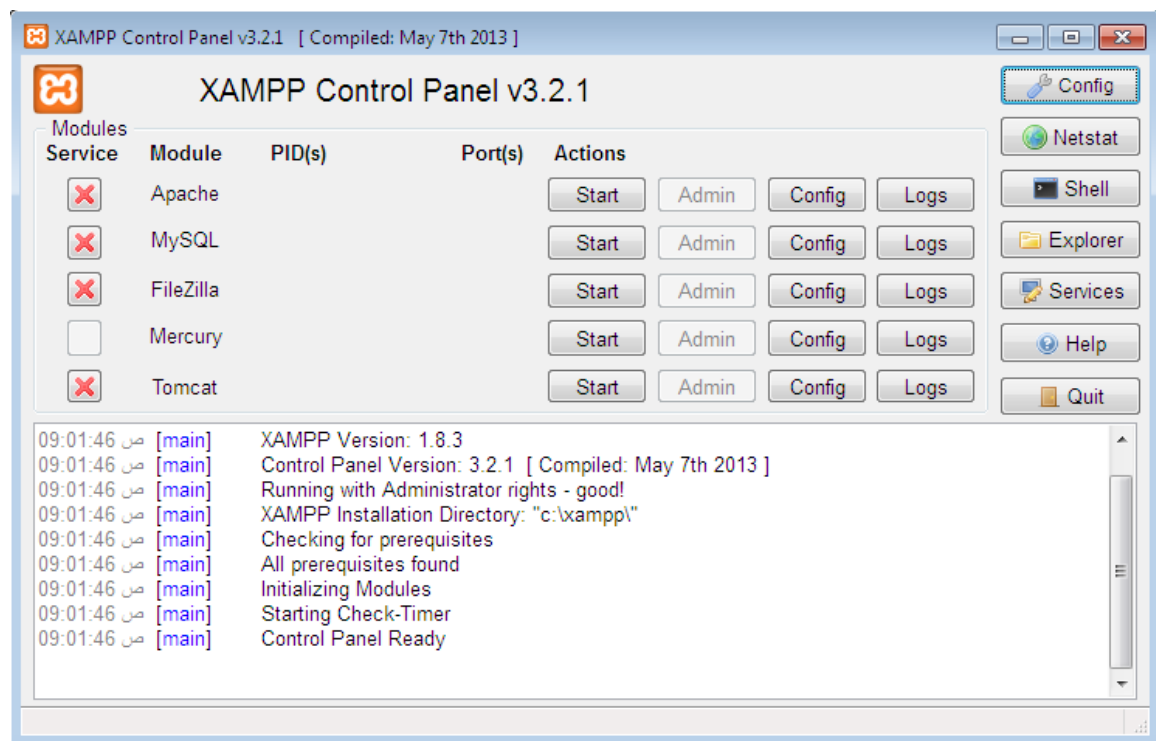 XAMPP Control Panel v3.2.1 [ Compiled: May 7th 2013 ]
XAMPP Control Panel v3.2.1
Config
Modules
Netstat
Service Module PID(s) Port(s) Actions
Apache Start Admin Config Logs
Shell
MySQL Start Admin Config Logs
Explorer
FileZilla Start Admin Config Logs
Services
Mercury Start Admin Config Logs
Help
Tomcat Start Admin Config Logs
Quit
09:01:46 ص [main] XAMPP Version: 1.8.3
09:01:46 ص [main] Control Panel Version: 3.2.1 [ Compiled: May 7th 2013 ]
09:01:46 ص [main] Running with Administrator rights - good!
09:01:46 ص [main] XAMPP Installation Directory: "c:\xampp\"
09:01:46 ص [main] Checking for prerequisites
09:01:46 ص [main] All prerequisites found
09:01:46 ص [main] Initializing Modules
09:01:46 ص [main] Starting Check-Timer
09:01:46 ص [main] Control Panel Ready